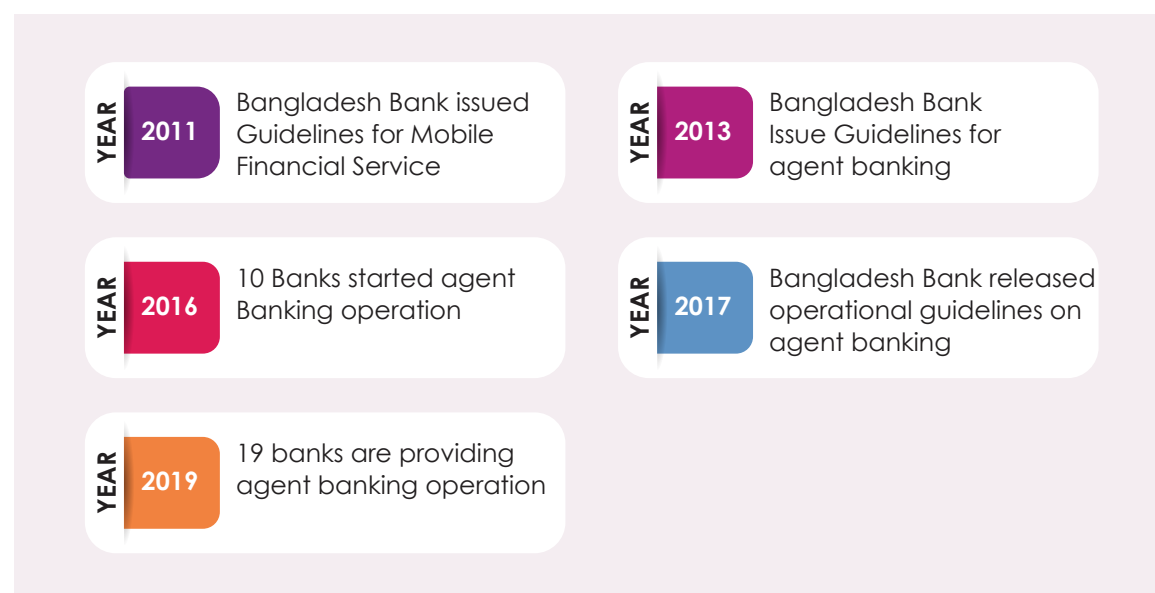 YEAR
2011
Bangladesh Bank issued
Guidelines for Mobile
Financial Service
YEAR
2013
Bangladesh Bank
Issue Guidelines for
agent banking
YEAR
2016
10 Banks started agent
Banking operation
YEAR
2017
Bangladesh Bank released
operational guidelines on
agent banking
YEAR
2019
19 banks are providing
agent banking operation